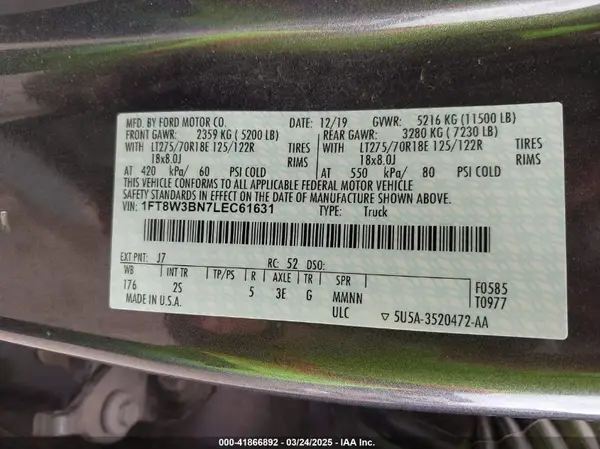 MFD. BY FORD MOTOR CO. DATE: 12/19 GVWR: 5216 KG (11500 LB)
FRONT GAWR: 2359 KG (5200 LB) REAR GAWR: 3280 KG (7230 LB)
WITH LT275/70R18E 125/122R TIRES WITH LT275/70R18E 125/122R TIRES
18x8.0J RIMS 18x8.0J RIMS
AT 420 kPa/ 60 PSI COLD AT 550 kPa/ 80 PSI COLD
THIS VEHICLE CONFORMS TO ALL APPLICABLE FEDERAL MOTOR VEHICLE
SAFETY STANDARDS IN EFFECT ON THE DATE OF MANUFACTURE SHOWN ABOVE.
VIN: 1FT8W3BN7LEC61631 TYPE: Truck
EXT PNT: J7 RC: 52 DSO:
WB INT TR TP/PS R AXLE TR SPR
176 2S 5 3E G MMNN F0585
MADE IN U.S.A. ULC T0977
▽ 5U5A-3520472-AA
000-41866892 - 03/24/2025 - IAA Inc.